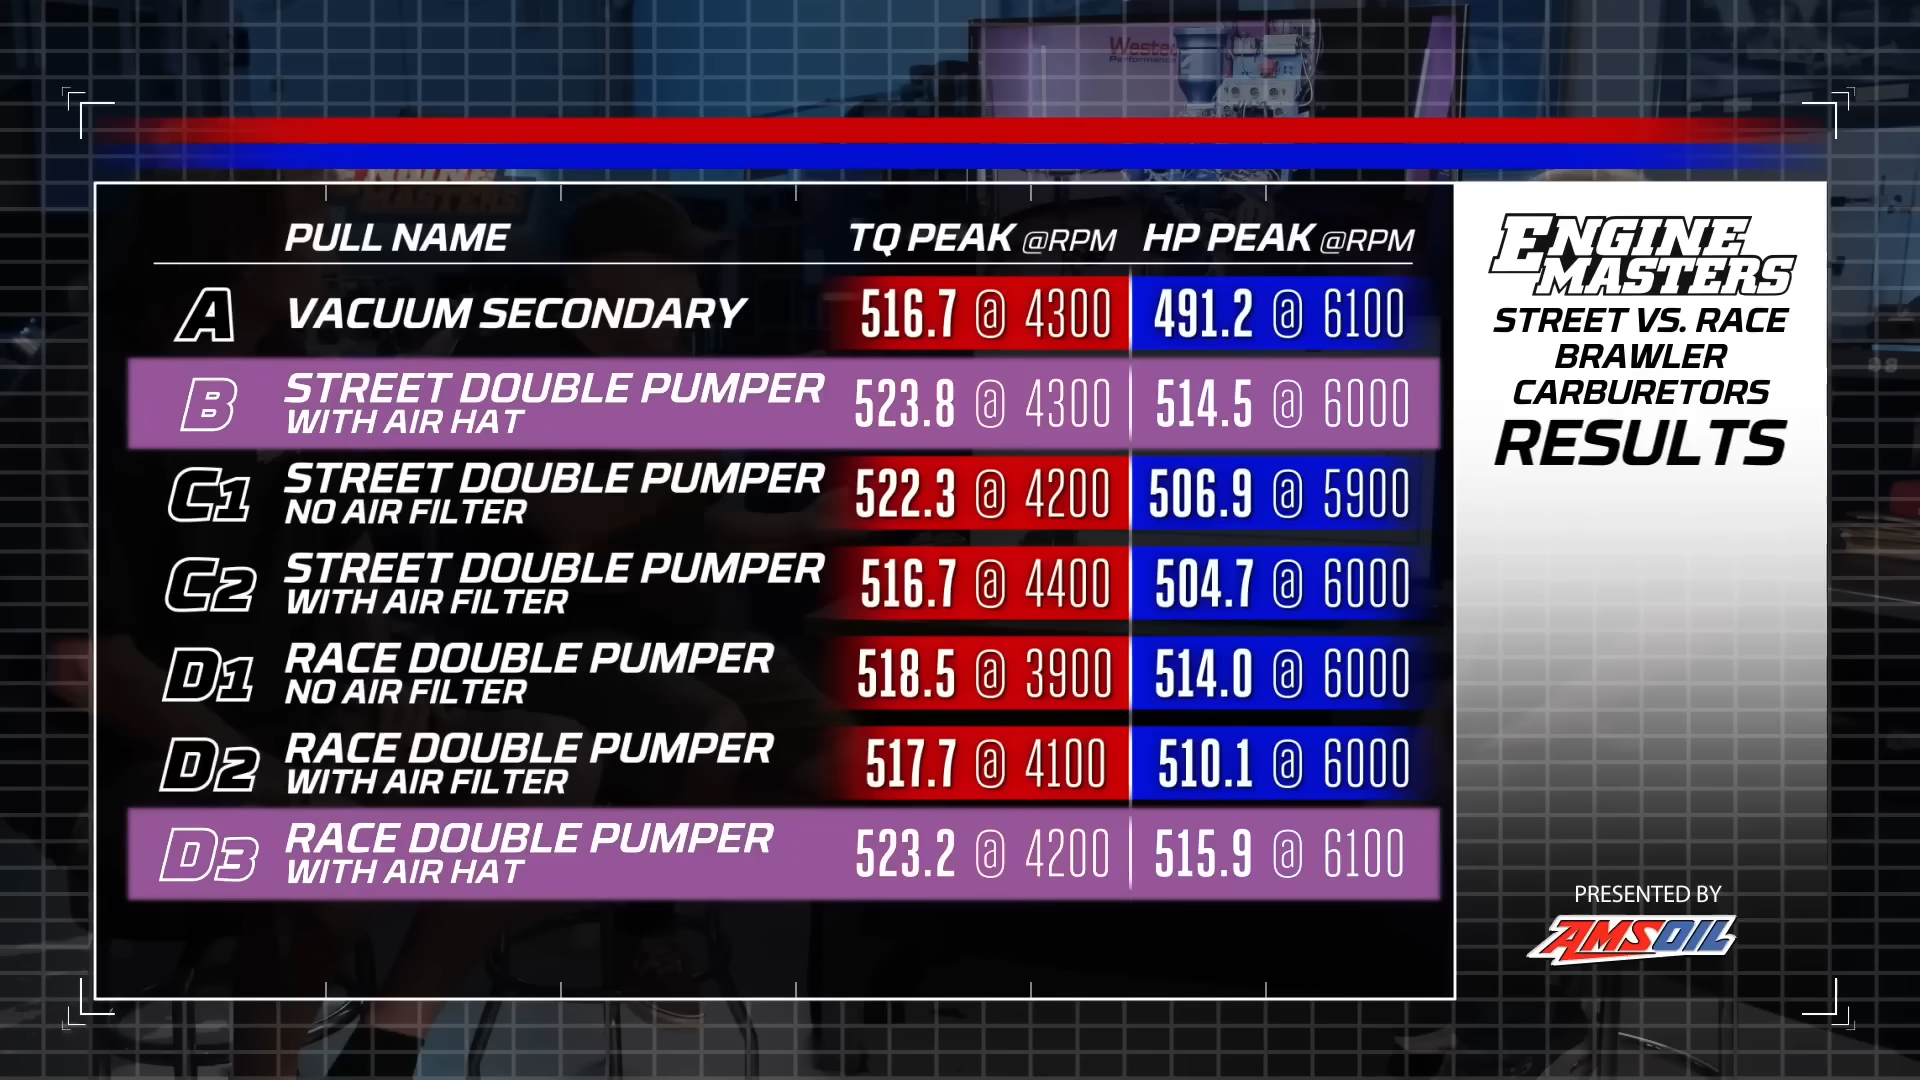 Weste
Performance
ENGINE
MASTERS
PULL NAME TQ PEAK @RPM HP PEAK @RPM
A VACUUM SECONDARY 516.7 @ 4300 491.2 @ 6100
B STREET DOUBLE PUMPER 523.8 @ 4300 514.5 @ 6000
WITH AIR HAT
C1 STREET DOUBLE PUMPER 522.3 @ 4200 506.9 @ 5900
NO AIR FILTER
C2 STREET DOUBLE PUMPER 516.7 @ 4400 504.7 @ 6000
WITH AIR FILTER
D1 RACE DOUBLE PUMPER 518.5 @ 3900 514.0 @ 6000
NO AIR FILTER
D2 RACE DOUBLE PUMPER 517.7 @ 4100 510.1 @ 6000
WITH AIR FILTER
D3 RACE DOUBLE PUMPER 523.2 @ 4200 515.9 @ 6100
WITH AIR HAT
ENGINE
MASTERS
STREET VS. RACE
BRAWLER
CARBURETORS
RESULTS
PRESENTED BY
AMSOIL